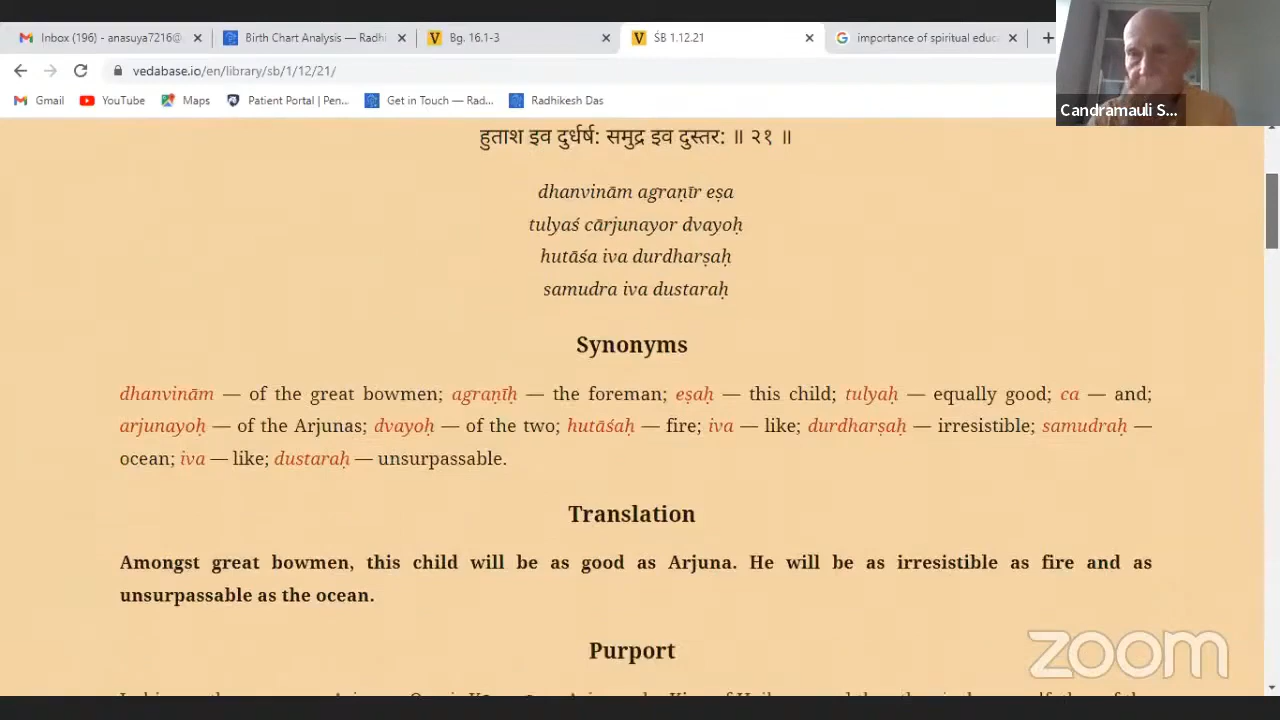 Inbox (196) - anasuya7216@
Birth Chart Analysis — Radhi
Bg. 16.1-3
ŚB 1.12.21
importance of spiritual educ
vedabase.io/en/library/sb/1/12/21/
Gmail
YouTube
Maps
Patient Portal | Pen...
Get in Touch — Rad...
Radhikesh Das
Candramauli S...
हुताश इव दुर्धर्ष: समुद्र इव दुस्तर: ॥ २१ ॥
dhanvinām agraṇīr eṣa
tulyaś cārjunayor dvayoḥ
hutāśa iva durdharṣaḥ
samudra iva dustaraḥ
Synonyms
dhanvinām — of the great bowmen; agraṇīḥ — the foreman; eṣaḥ — this child; tulyaḥ — equally good; ca — and;
arjunayoḥ — of the Arjunas; dvayoḥ — of the two; hutāśaḥ — fire; iva — like; durdharṣaḥ — irresistible; samudraḥ —
ocean; iva — like; dustaraḥ — unsurpassable.
Translation
Amongst great bowmen, this child will be as good as Arjuna. He will be as irresistible as fire and as
unsurpassable as the ocean.
Purport
zoom